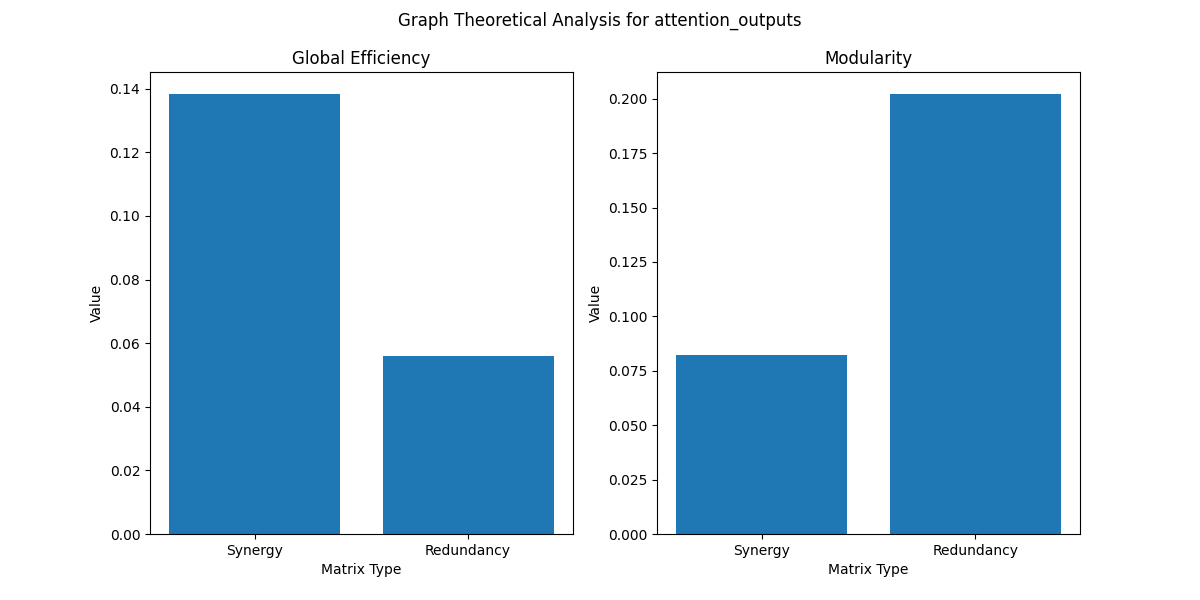 Graph Theoretical Analysis for attention_outputs
Global Efficiency
Value
0.14
0.12
0.10
0.08
0.06
0.04
0.02
0.00
Synergy
Redundancy
Matrix Type
Modularity
Value
0.200
0.175
0.150
0.125
0.100
0.075
0.050
0.025
0.000
Synergy
Redundancy
Matrix Type